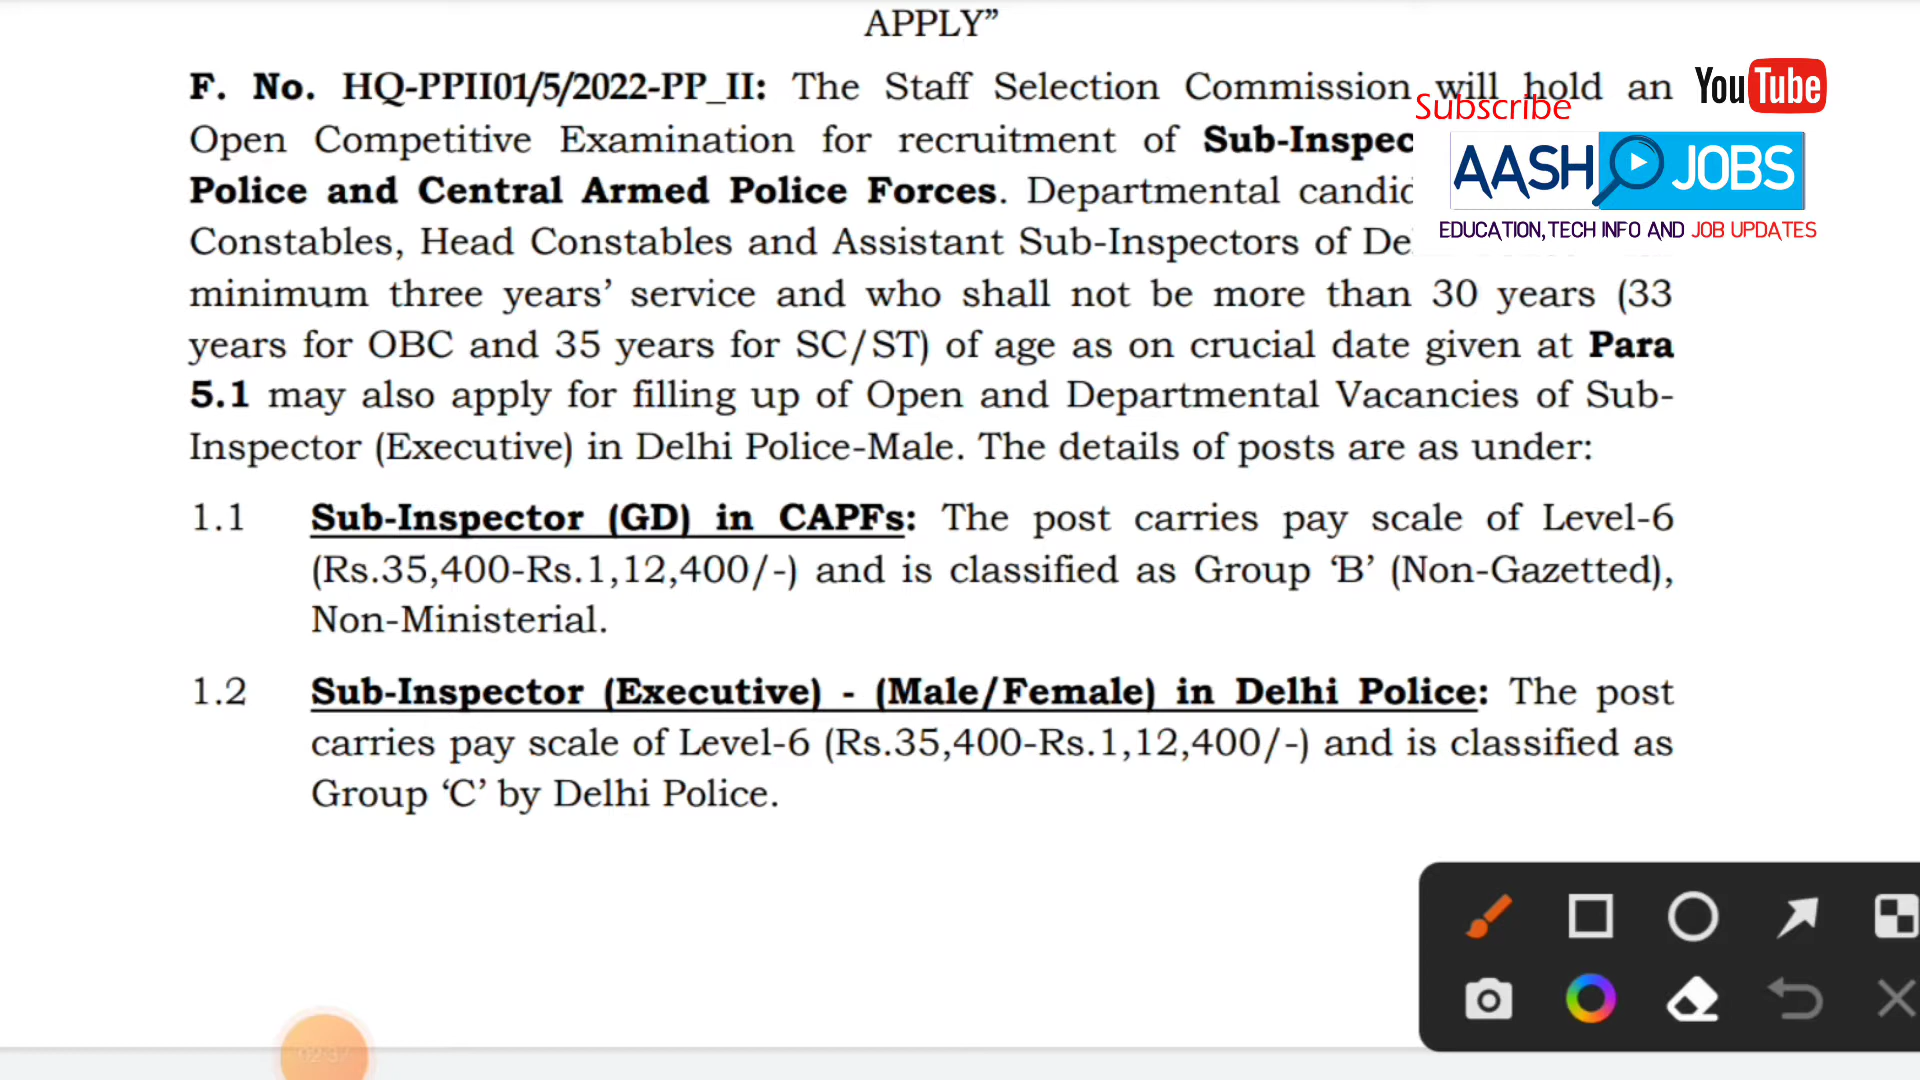 APPLY”
F. No. HQ-PPII01/5/2022-PP_II: The Staff Selection Commission will hold an
Open Competitive Examination for recruitment of Sub-Inspec
Police and Central Armed Police Forces. Departmental candid
Constables, Head Constables and Assistant Sub-Inspectors of De
minimum three years’ service and who shall not be more than 30 years (33
years for OBC and 35 years for SC/ST) of age as on crucial date given at Para
5.1 may also apply for filling up of Open and Departmental Vacancies of Sub-
Inspector (Executive) in Delhi Police-Male. The details of posts are as under:
1.1 Sub-Inspector (GD) in CAPFs: The post carries pay scale of Level-6
(Rs.35,400-Rs.1,12,400/-) and is classified as Group ‘B’ (Non-Gazetted),
Non-Ministerial.
1.2 Sub-Inspector (Executive) - (Male/Female) in Delhi Police: The post
carries pay scale of Level-6 (Rs.35,400-Rs.1,12,400/-) and is classified as
Group ‘C’ by Delhi Police.
YouTube
Subscribe
AASH JOBS
EDUCATION, TECH INFO AND JOB UPDATES
02:37